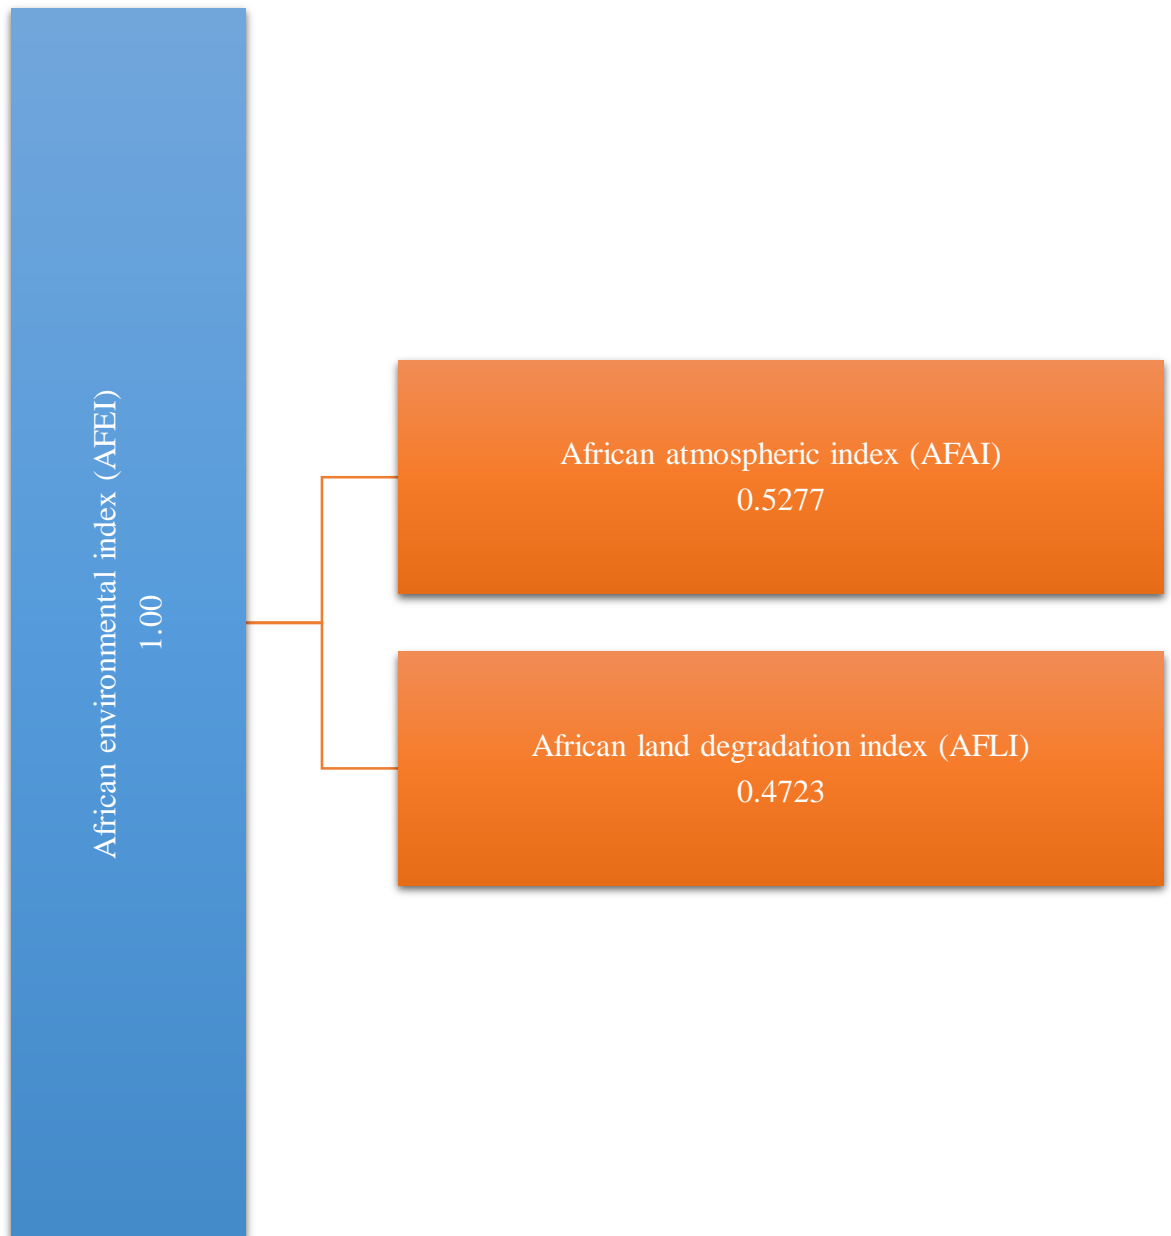 African environmental index (AFEI)
1.00
African atmospheric index (AFAI)
0.5277
African land degradation index (AFLI)
0.4723